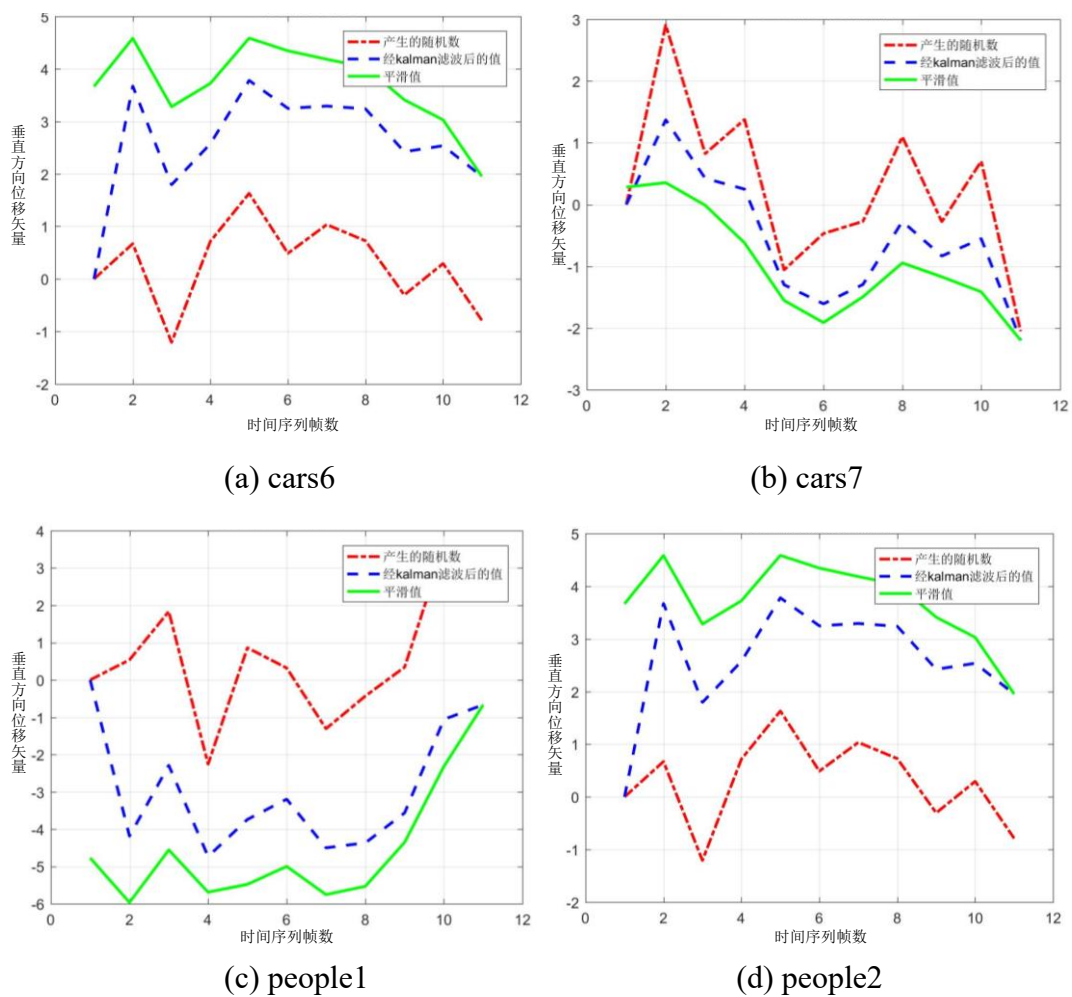 5
4
3
2
1
0
-1
-2
0
2
4
6
8
10
12
产生的随机数
经kalman滤波后的值
平滑值
垂直方向位移矢量
时间序列帧数
(a) cars6
3
2
1
0
-1
-2
-3
0
2
4
6
8
10
12
产生的随机数
经kalman滤波后的值
平滑值
垂直方向位移矢量
时间序列帧数
(b) cars7
4
3
2
1
0
-1
-2
-3
-4
-5
-6
0
2
4
6
8
10
12
产生的随机数
经kalman滤波后的值
平滑值
垂直方向位移矢量
时间序列帧数
(c) people1
5
4
3
2
1
0
-1
-2
0
2
4
6
8
10
12
产生的随机数
经kalman滤波后的值
平滑值
垂直方向位移矢量
时间序列帧数
(d) people2